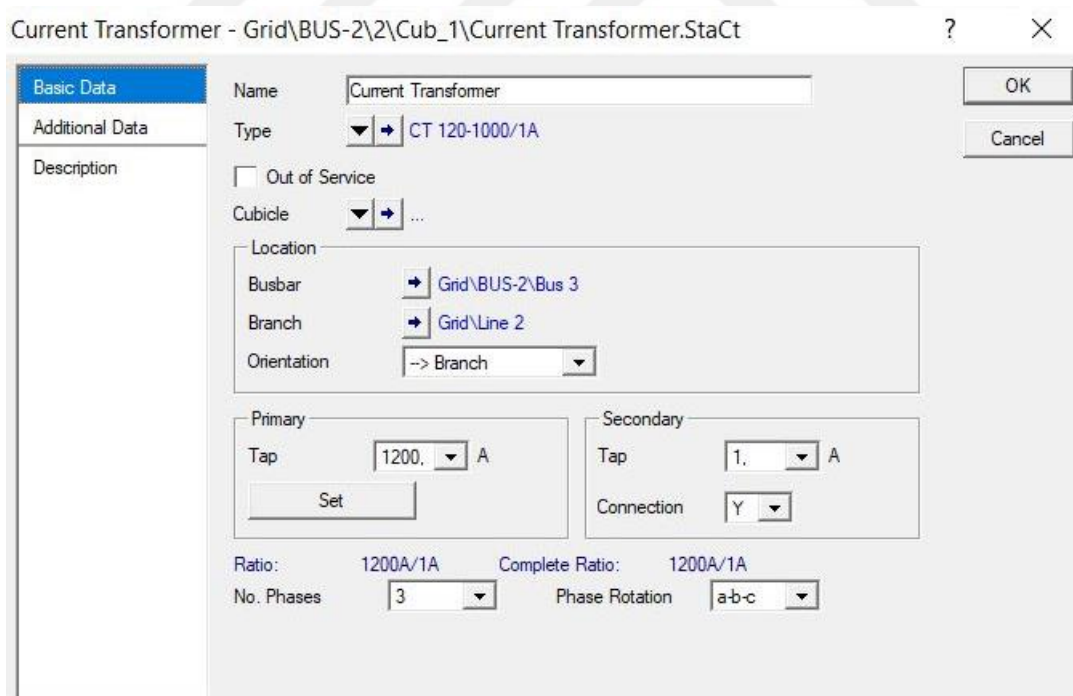 Current Transformer - Grid\BUS-2\2\Cub_1\Current Transformer.StaCt ?
Basic Data
Additional Data
Description
Name Current Transformer
Type CT 120-1000/1A
Out of Service
Cubicle ...
Location
Busbar Grid\BUS-2\Bus 3
Branch Grid\Line 2
Orientation --> Branch
Primary
Tap 1200, A
Set
Secondary
Tap 1, A
Connection Y
Ratio: 1200A/1A Complete Ratio: 1200A/1A
No. Phases 3 Phase Rotation a-b-c
OK
Cancel